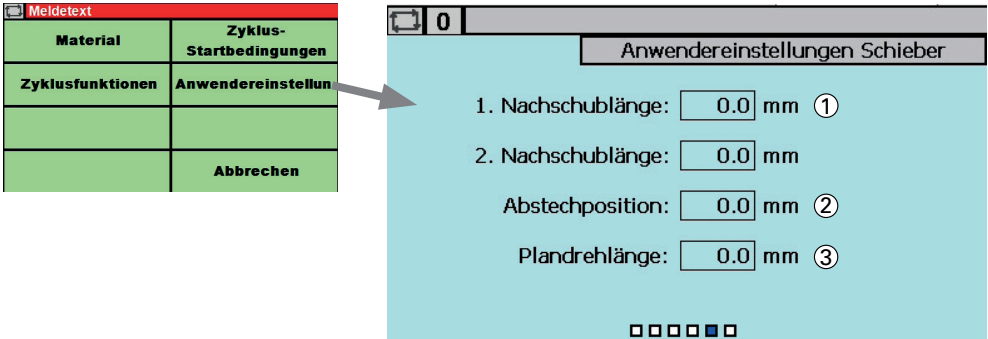 Meldetext
Material
Zyklus-
Startbedingungen
Zyklusfunktionen
Anwendereinstellun
Abbrechen
0
Anwendereinstellungen Schieber
1. Nachschublänge: 0.0 mm 1
2. Nachschublänge: 0.0 mm
Abstechposition: 0.0 mm 2
Plandrehlänge: 0.0 mm 3